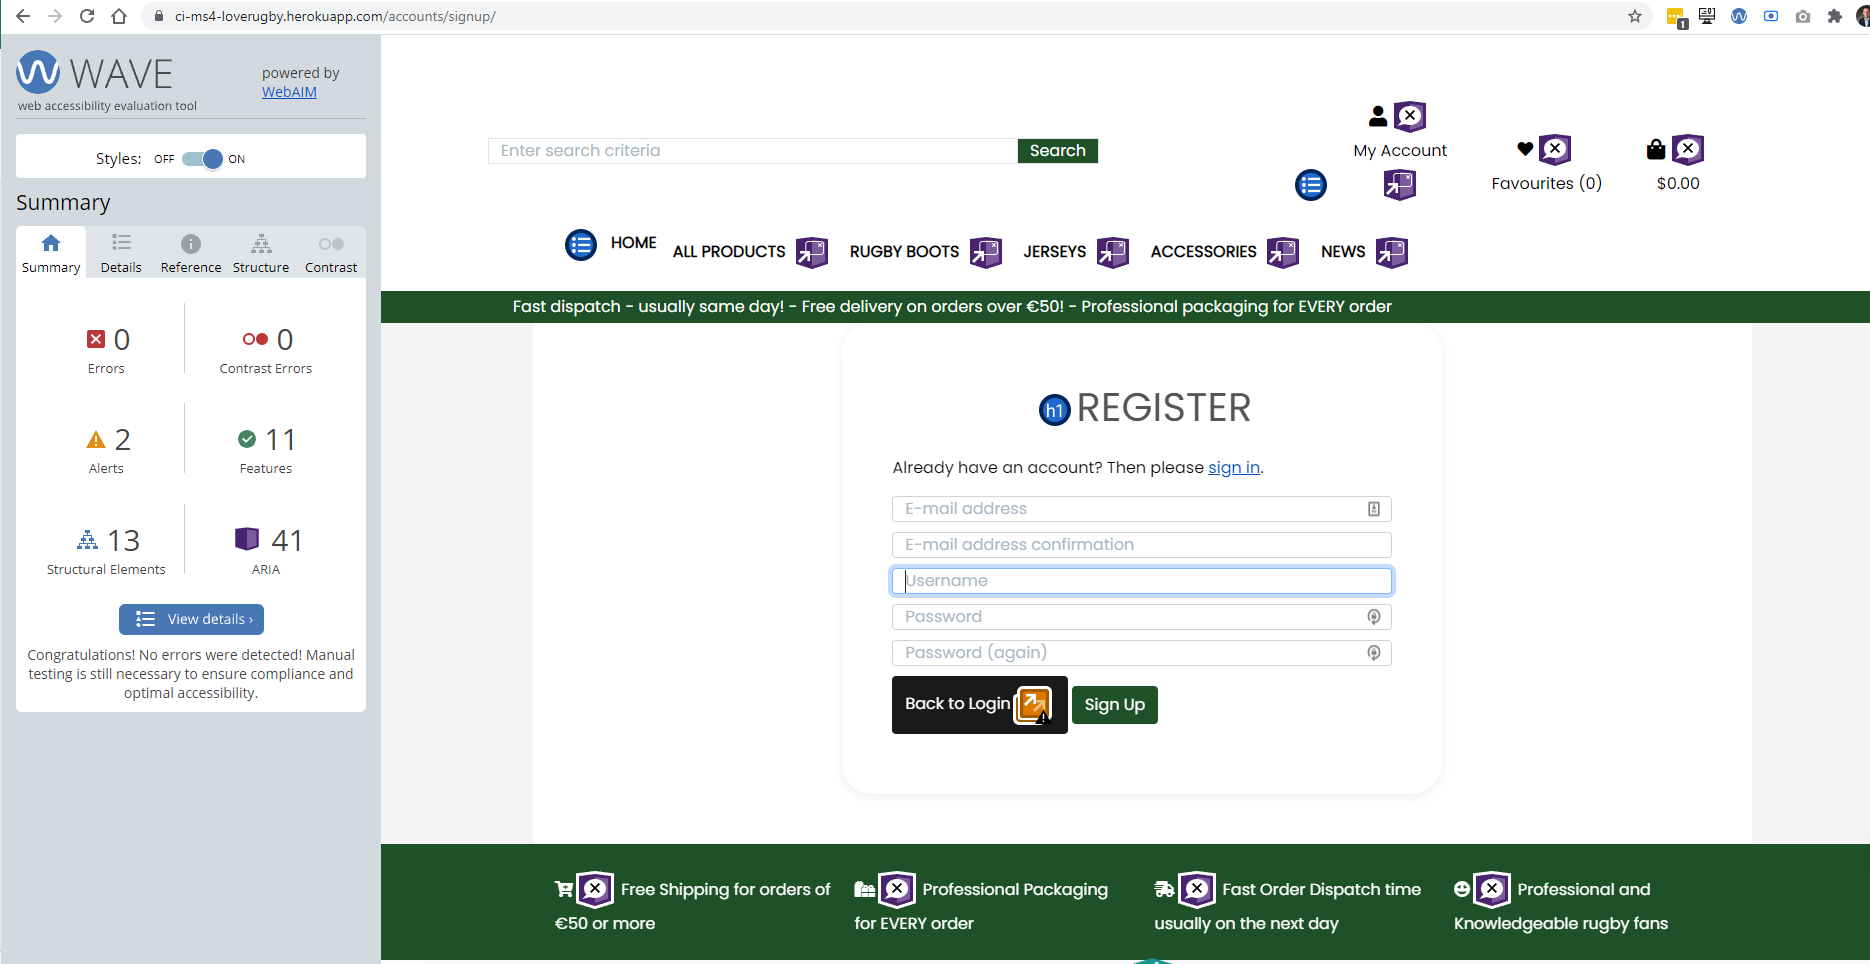 ci-ms4-loverugby.herokuapp.com/accounts/signup/
1
WAVE
powered by
WebAIM
web accessibility evaluation tool
Styles: OFF ON
Summary
Summary Details Reference Structure Contrast
0
Errors
0
Contrast Errors
2
Alerts
11
Features
13
Structural Elements
41
ARIA
View details ›
Congratulations! No errors were detected! Manual
testing is still necessary to ensure compliance and
optimal accessibility.
Enter search criteria
Search
My Account
Favourites (0)
$0.00
HOME ALL PRODUCTS RUGBY BOOTS JERSEYS ACCESSORIES NEWS
Fast dispatch - usually same day! - Free delivery on orders over €50! - Professional packaging for EVERY order
h1 REGISTER
Already have an account? Then please sign in.
E-mail address
E-mail address confirmation
Username
Password
Password (again)
Back to Login
Sign Up
Free Shipping for orders of
€50 or more
Professional Packaging
for EVERY order
Fast Order Dispatch time
usually on the next day
Professional and
Knowledgeable rugby fans